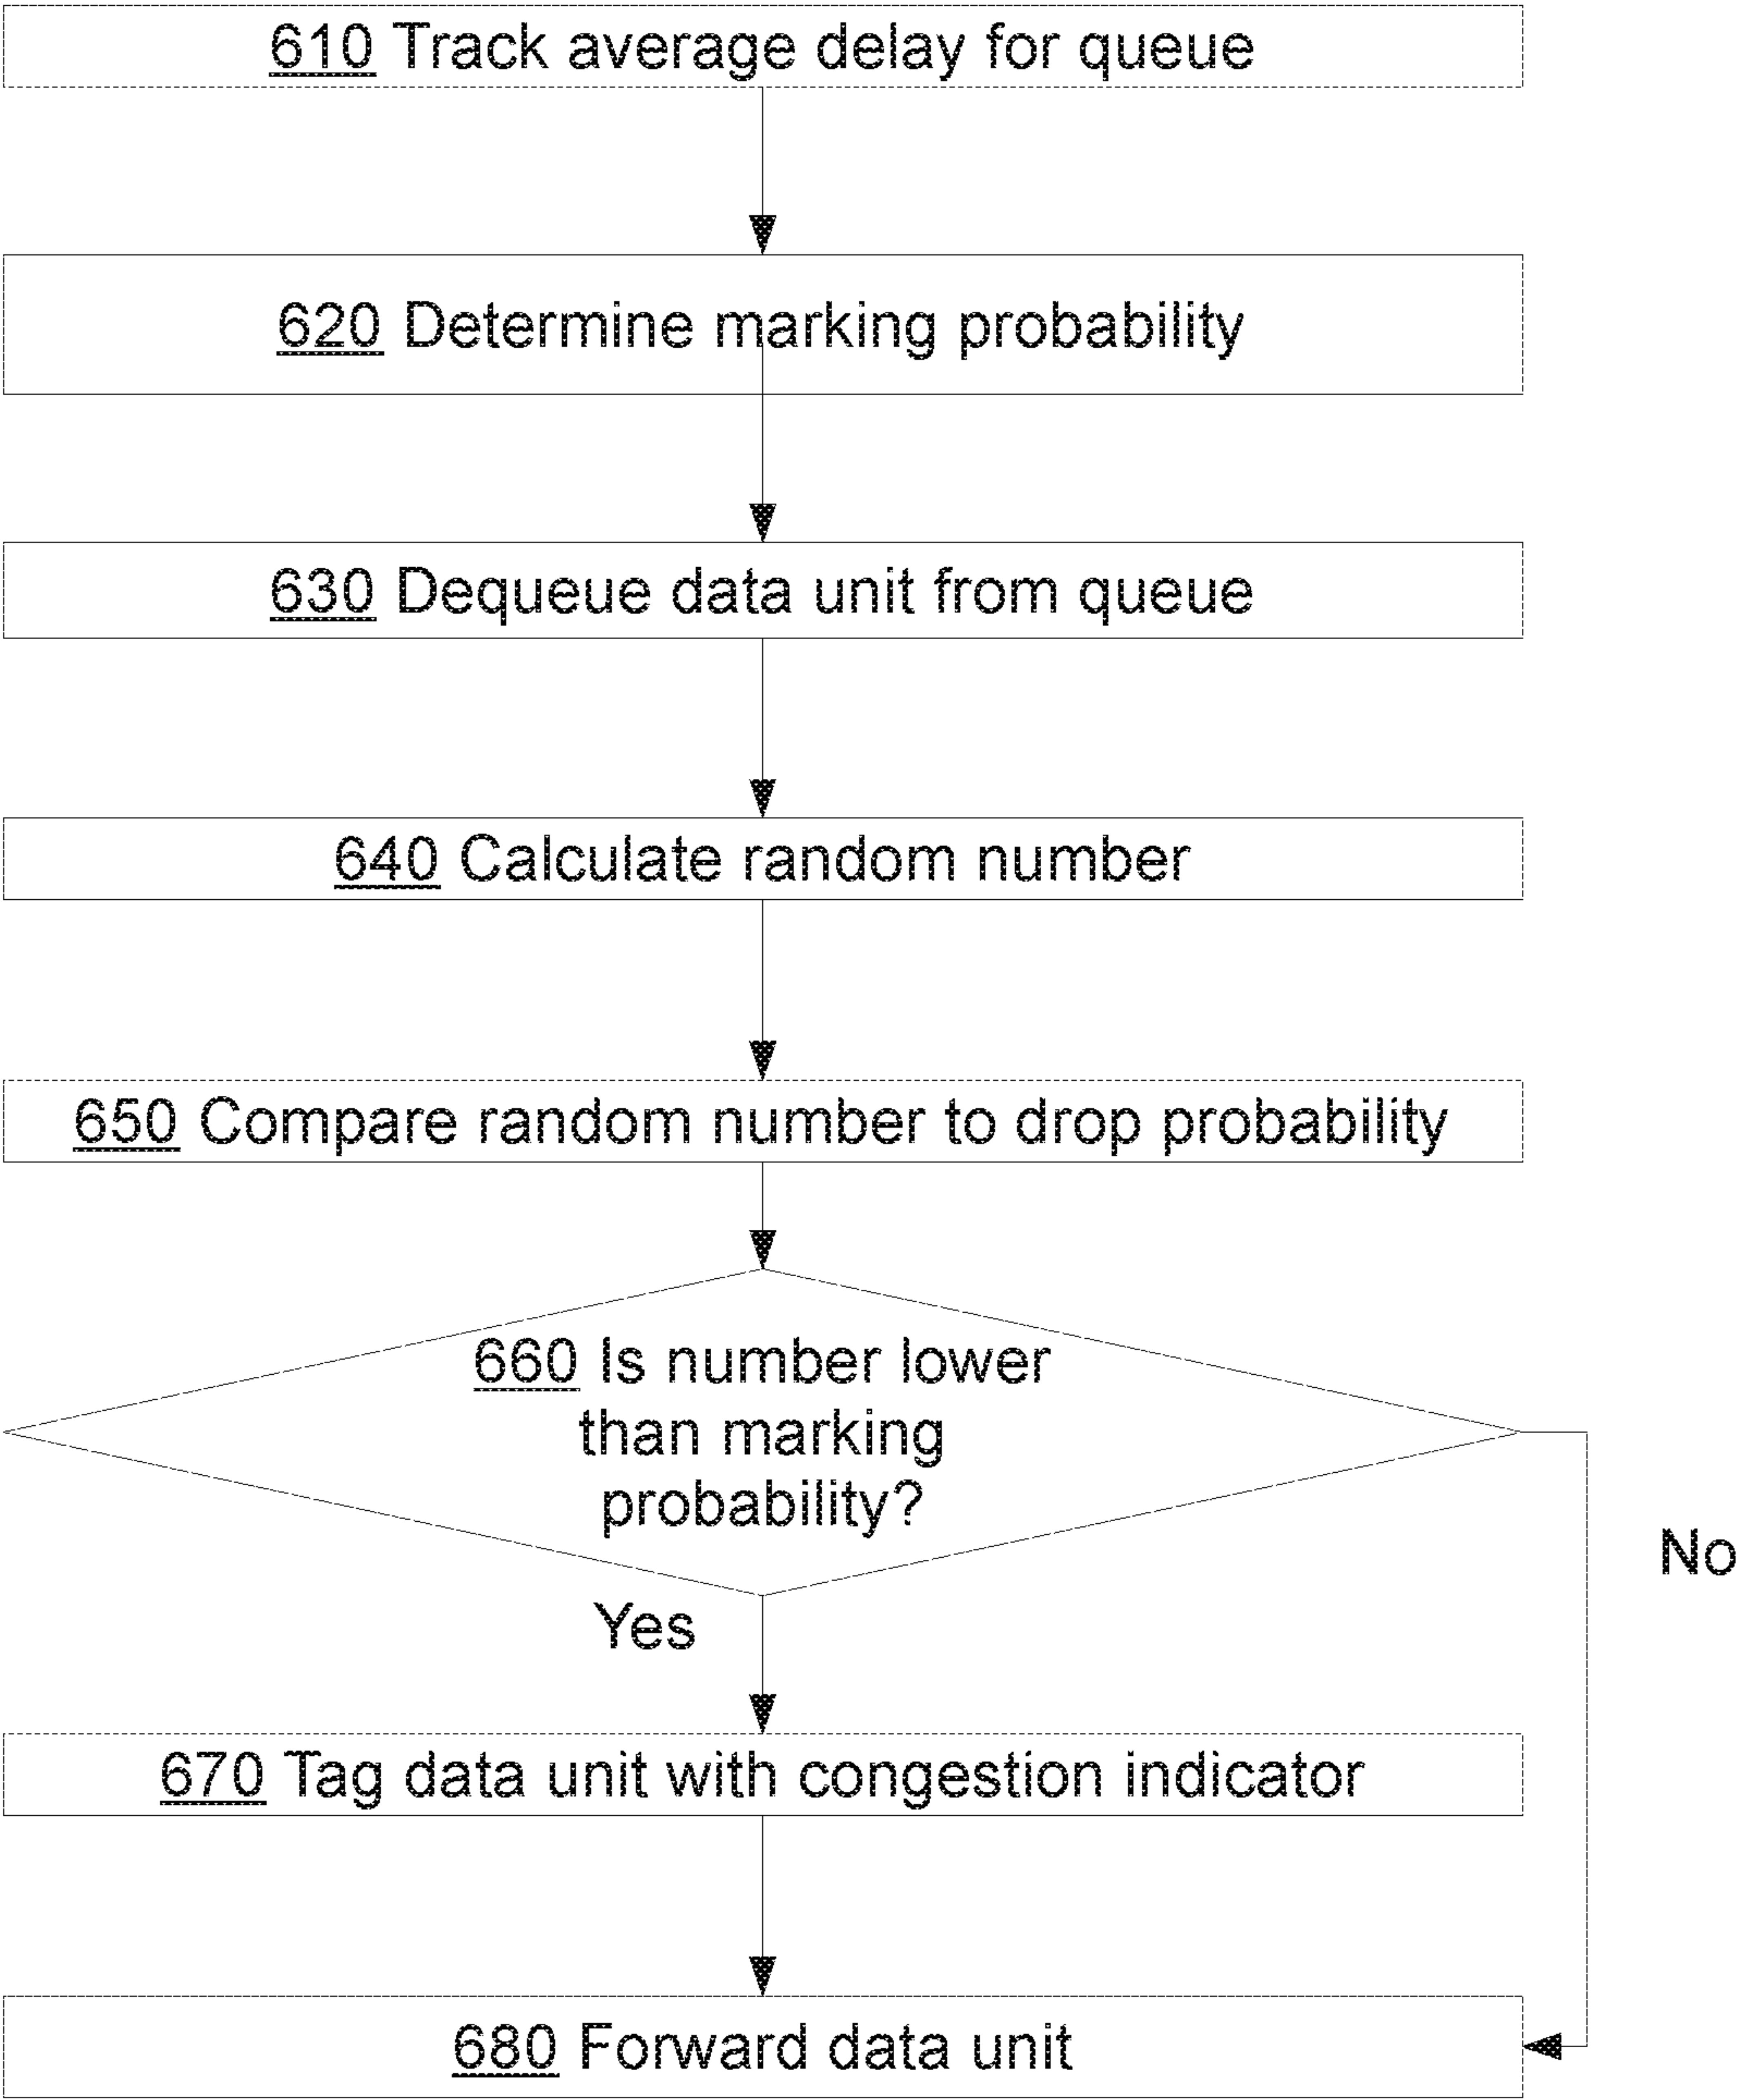 610 Track average delay for queue
620 Determine marking probability
630 Dequeue data unit from queue
640 Calculate random number
650 Compare random number to drop probability
660 Is number lower
than marking
probability?
No
Yes
670 Tag data unit with congestion indicator
680 Forward data unit